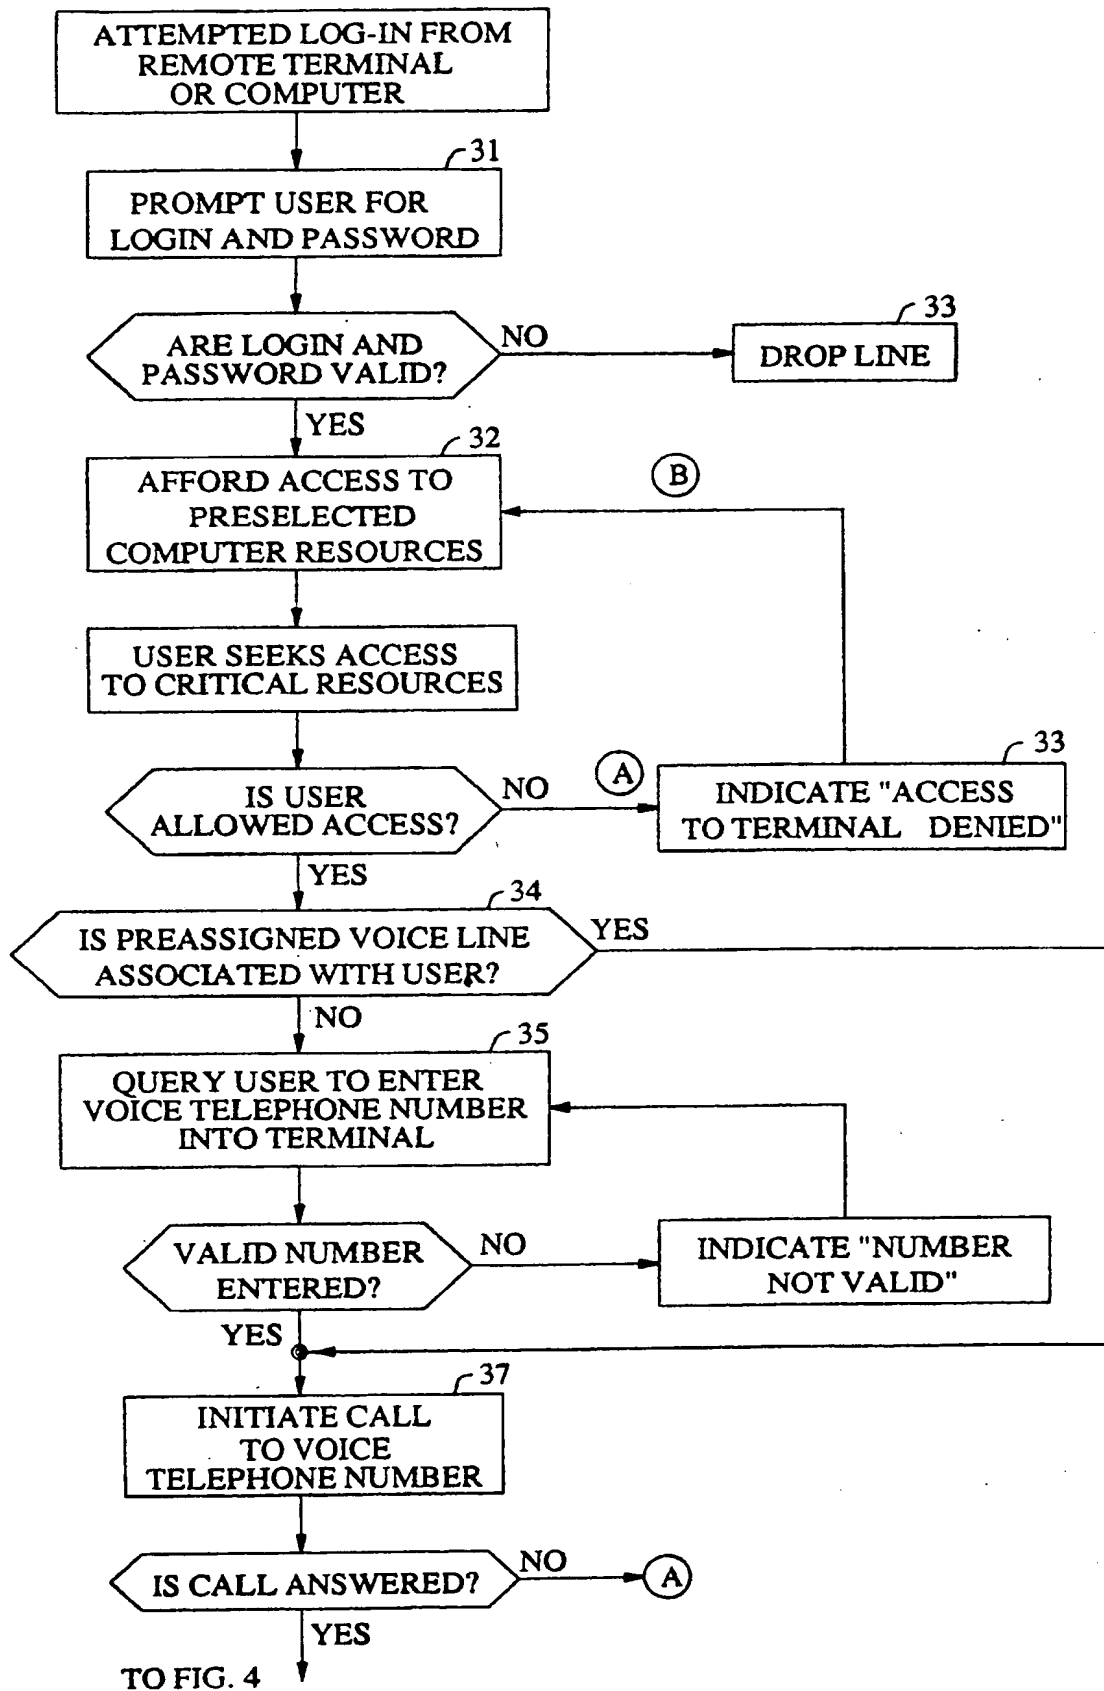 ATTEMPTED LOG-IN FROM
REMOTE TERMINAL
OR COMPUTER
31
PROMPT USER FOR
LOGIN AND PASSWORD
ARE LOGIN AND
PASSWORD VALID?
NO
33
DROP LINE
YES
32
AFFORD ACCESS TO
PRESELECTED
COMPUTER RESOURCES
B
USER SEEKS ACCESS
TO CRITICAL RESOURCES
IS USER
ALLOWED ACCESS?
NO
A
33
INDICATE "ACCESS
TO TERMINAL DENIED"
YES
34
IS PREASSIGNED VOICE LINE
ASSOCIATED WITH USER?
YES
NO
35
QUERY USER TO ENTER
VOICE TELEPHONE NUMBER
INTO TERMINAL
VALID NUMBER
ENTERED?
NO
INDICATE "NUMBER
NOT VALID"
YES
37
INITIATE CALL
TO VOICE
TELEPHONE NUMBER
IS CALL ANSWERED?
NO
A
YES
TO FIG. 4